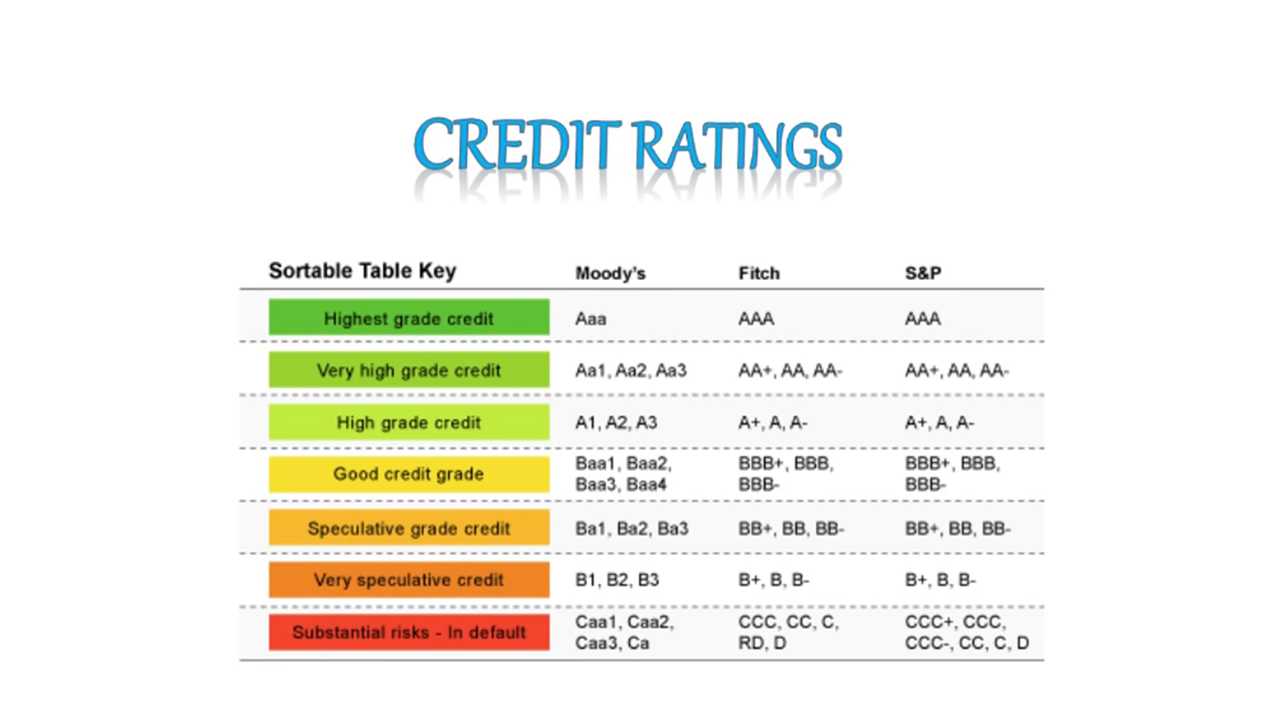 CREDIT RATINGS
Sortable Table Key Moody's Fitch S&P
Highest grade credit Aaa AAA AAA
Very high grade credit Aa1, Aa2, Aa3 AA+, AA, AA- AA+, AA, AA-
High grade credit A1, A2, A3 A+, A, A- A+, A, A-
Good credit grade Baa1, Baa2, Baa3, Baa4 BBB+, BBB, BBB- BBB+, BBB, BBB-
Speculative grade credit Ba1, Ba2, Ba3 BB+, BB, BB- BB+, BB, BB-
Very speculative credit B1, B2, B3 B+, B, B- B+, B, B-
Substantial risks - In default Caa1, Caa2, Caa3, Ca CCC, CC, C, RD, D CCC+, CCC, CCC-, CC, C, D